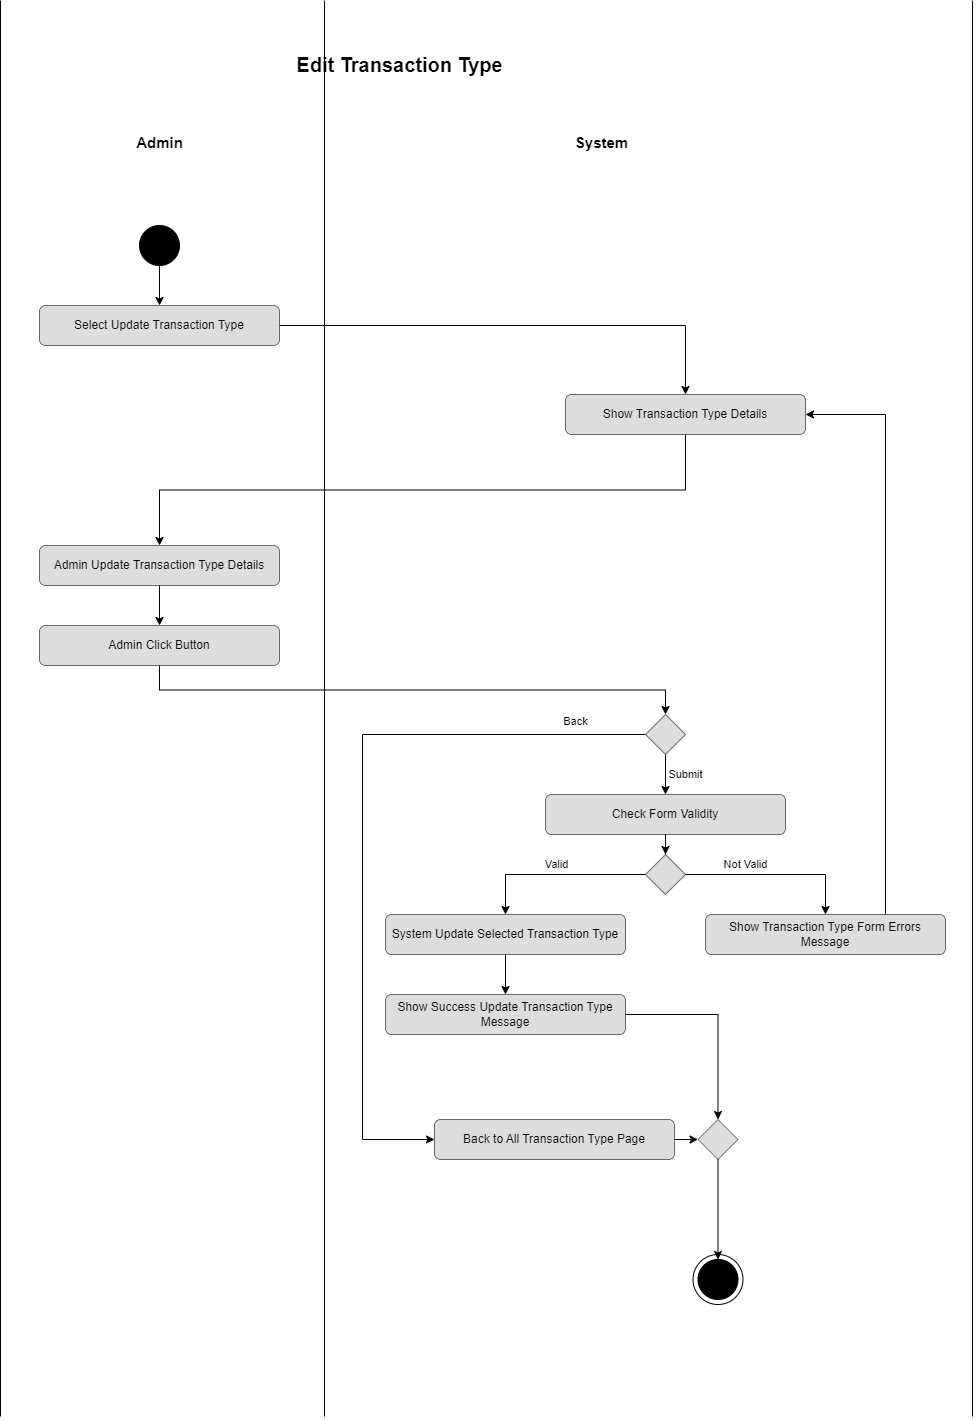 Edit Transaction Type
Admin
System
Select Update Transaction Type
Show Transaction Type Details
Admin Update Transaction Type Details
Admin Click Button
Back
Submit
Check Form Validity
Valid
Not Valid
System Update Selected Transaction Type
Show Transaction Type Form Errors
Message
Show Success Update Transaction Type
Message
Back to All Transaction Type Page